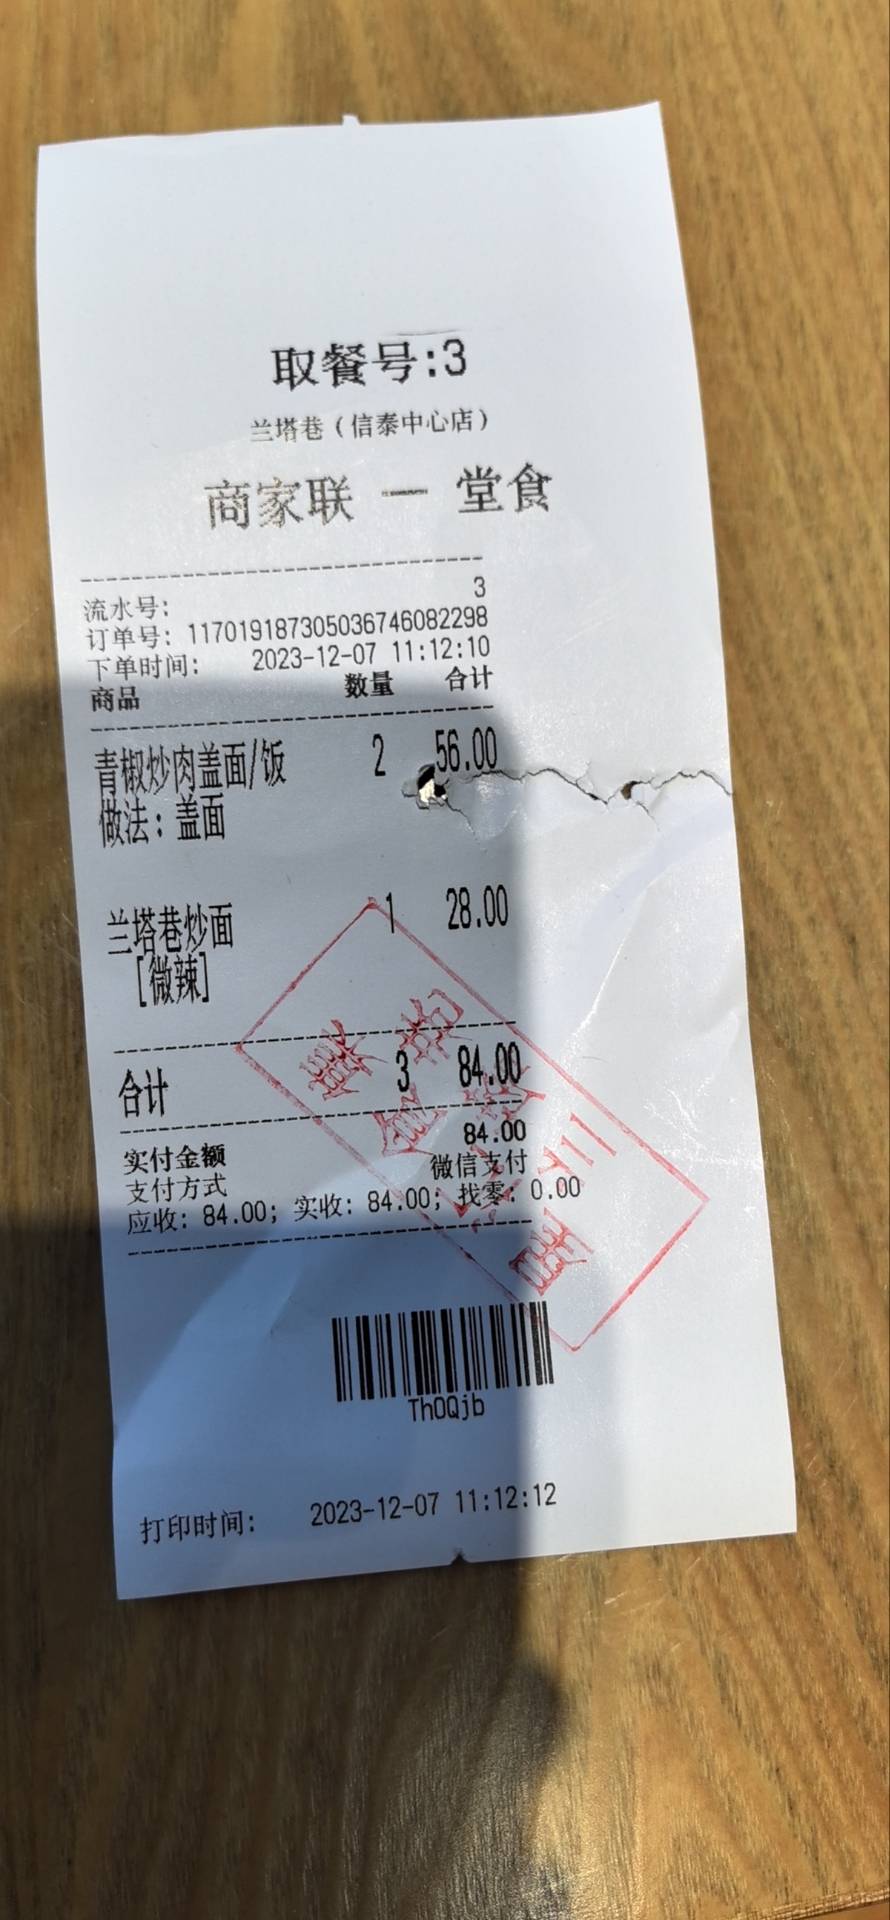 取餐号:3
兰塔巷（信泰中心店）
商家联 — 堂食
流水号: 3
订单号: 117019187305036746082298
下单时间: 2023-12-07 11:12:10
商品 数量 合计
青椒炒肉盖面/饭 2 56.00
做法: 盖面
兰塔巷炒面 1 28.00
[微辣]
合计 3 84.00
实付金额 84.00
支付方式 微信支付
应收: 84.00; 实收: 84.00; 找零: 0.00
Th0Qjb
打印时间: 2023-12-07 11:12:12